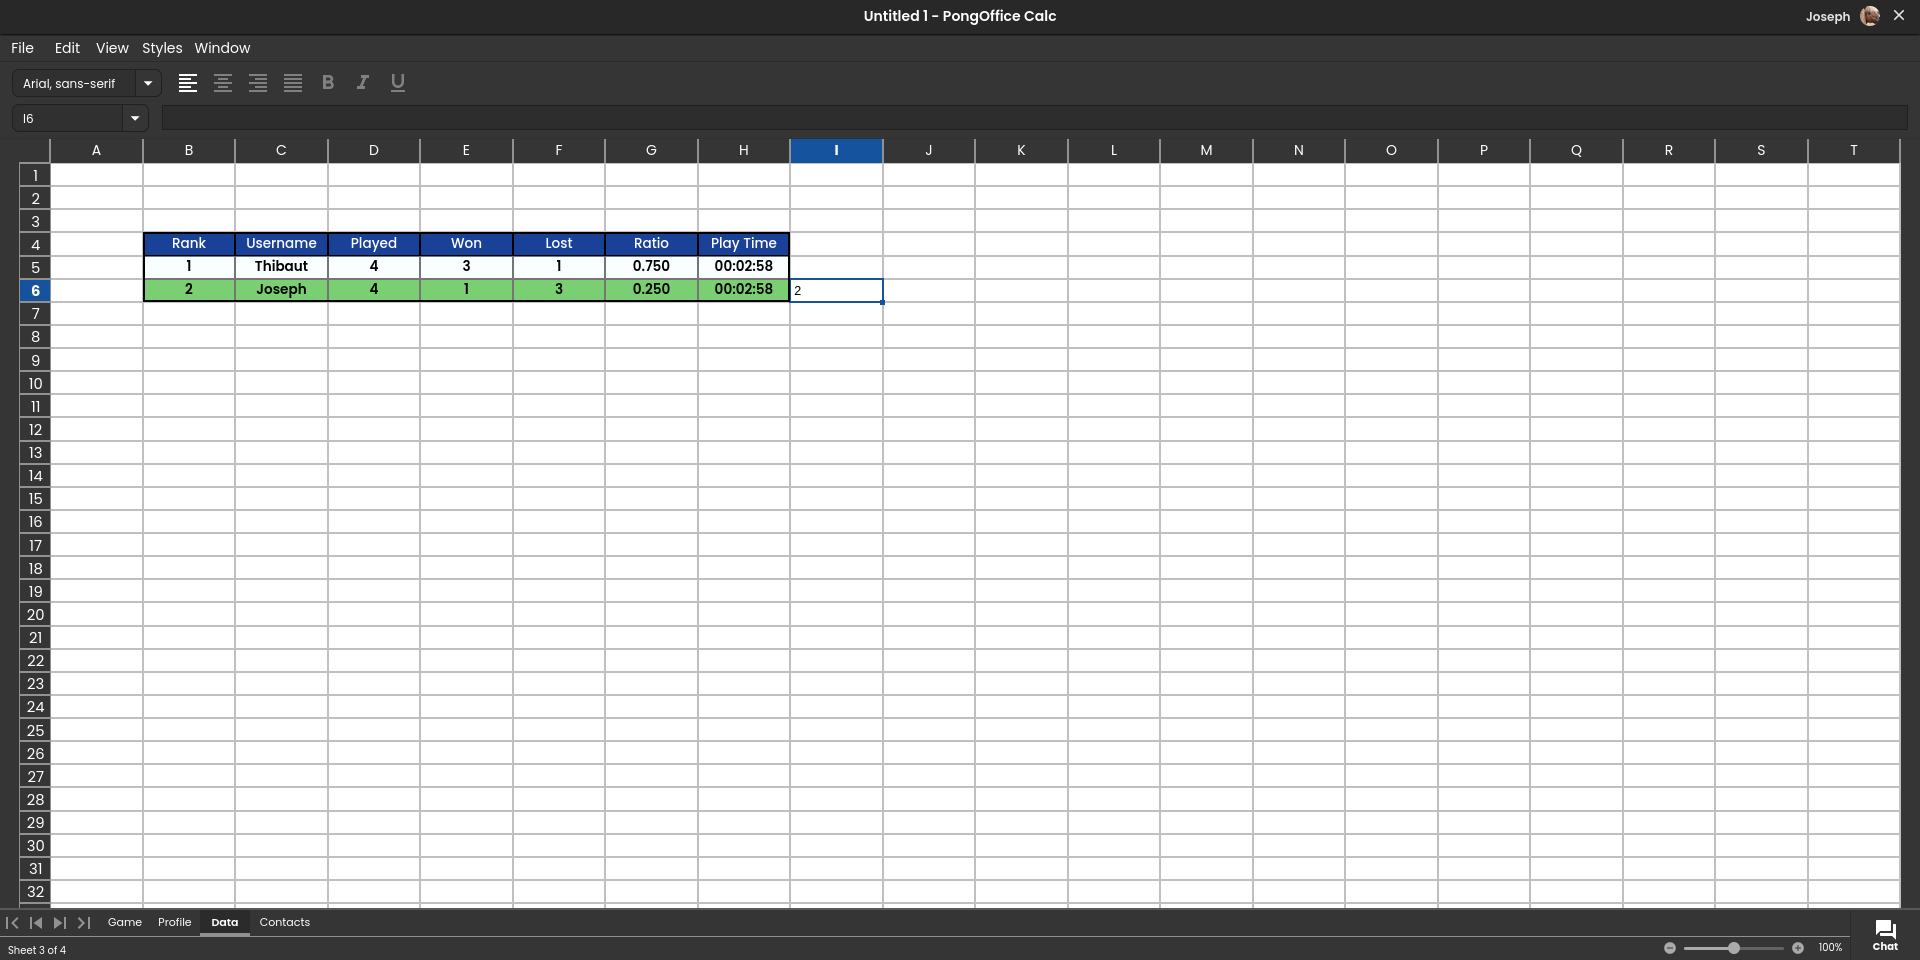 Untitled 1 - PongOffice Calc
Joseph
File Edit View Styles Window
Arial, sans-serif B I U
I6
A B C D E F G H I J K L M N O P Q R S T
1
2
3
4 Rank Username Played Won Lost Ratio Play Time
5 1 Thibaut 4 3 1 0.750 00:02:58
6 2 Joseph 4 1 3 0.250 00:02:58 2
7
8
9
10
11
12
13
14
15
16
17
18
19
20
21
22
23
24
25
26
27
28
29
30
31
32
Game Profile Data Contacts
Sheet 3 of 4
100%
Chat